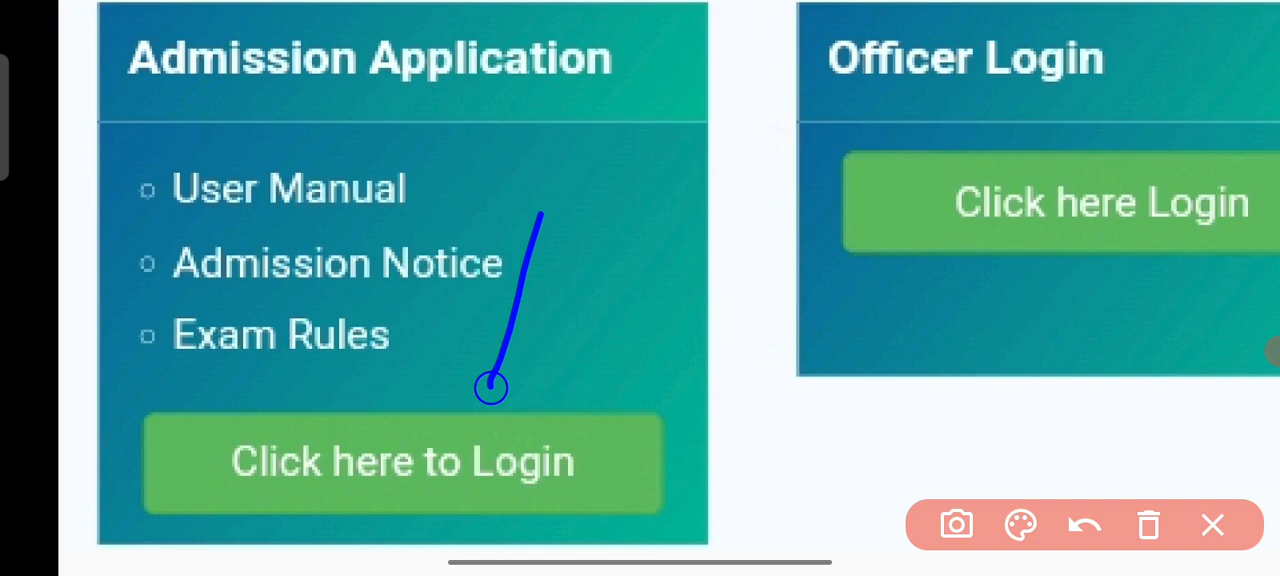 Admission Application
User Manual
Admission Notice
Exam Rules
Click here to Login
Officer Login
Click here Login